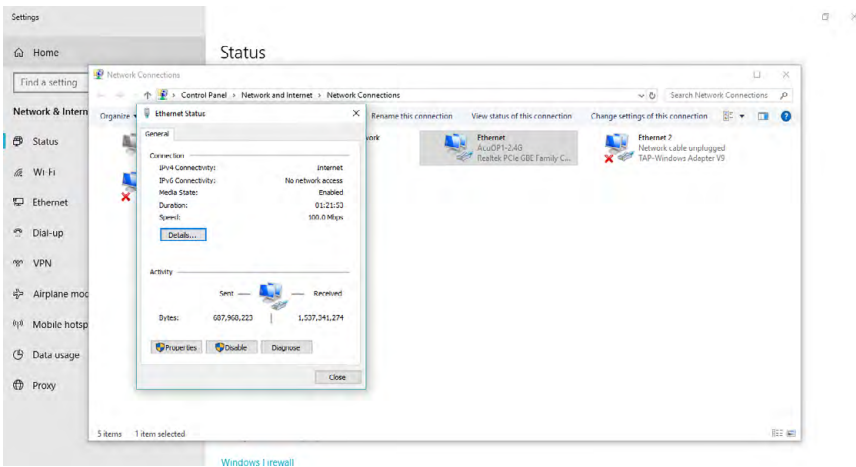 Settings
Home
Find a setting
Network & Intern
Status
Wi Fi
Ethernet
Dial-up
VPN
Airplane mod
Mobile hotsp
Data usage
Proxy
Status
Network Connections
Control Panel > Network and Internet > Network Connections
Search Network Connections
Organize
Rename this connection
View status of this connection
Change settings of this connection
work
Ethernet
AcuOP1-2.4G
Realtek PCIe GBE Family C...
Ethernet 2
Network cable unplugged
TAP-Windows Adapter V9
Ethernet Status
General
Connection
IPv4 Connectivity: Internet
IPv6 Connectivity: No network access
Media State: Enabled
Duration: 01:21:53
Speed: 100.0 Mbps
Details...
Activity
Sent — Received
Bytes: 687,968,223 | 1,537,341,274
Properties
Disable
Diagnose
Close
5 items 1 item selected
Windows Firewall